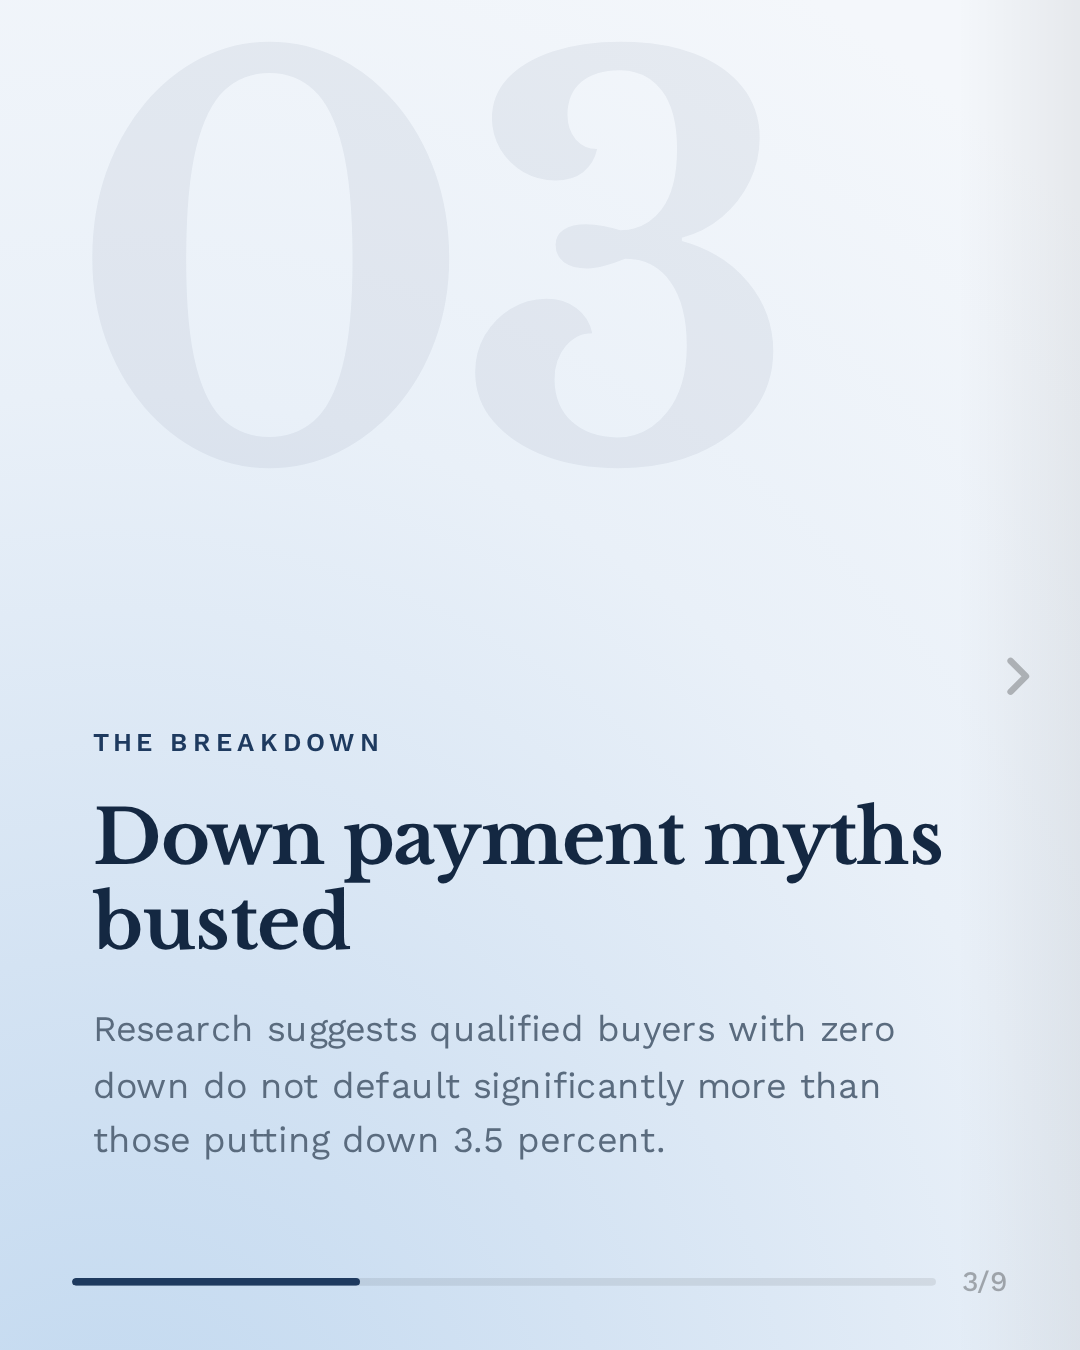 03
THE BREAKDOWN
Down payment myths
busted
Research suggests qualified buyers with zero
down do not default significantly more than
those putting down 3.5 percent.
3/9